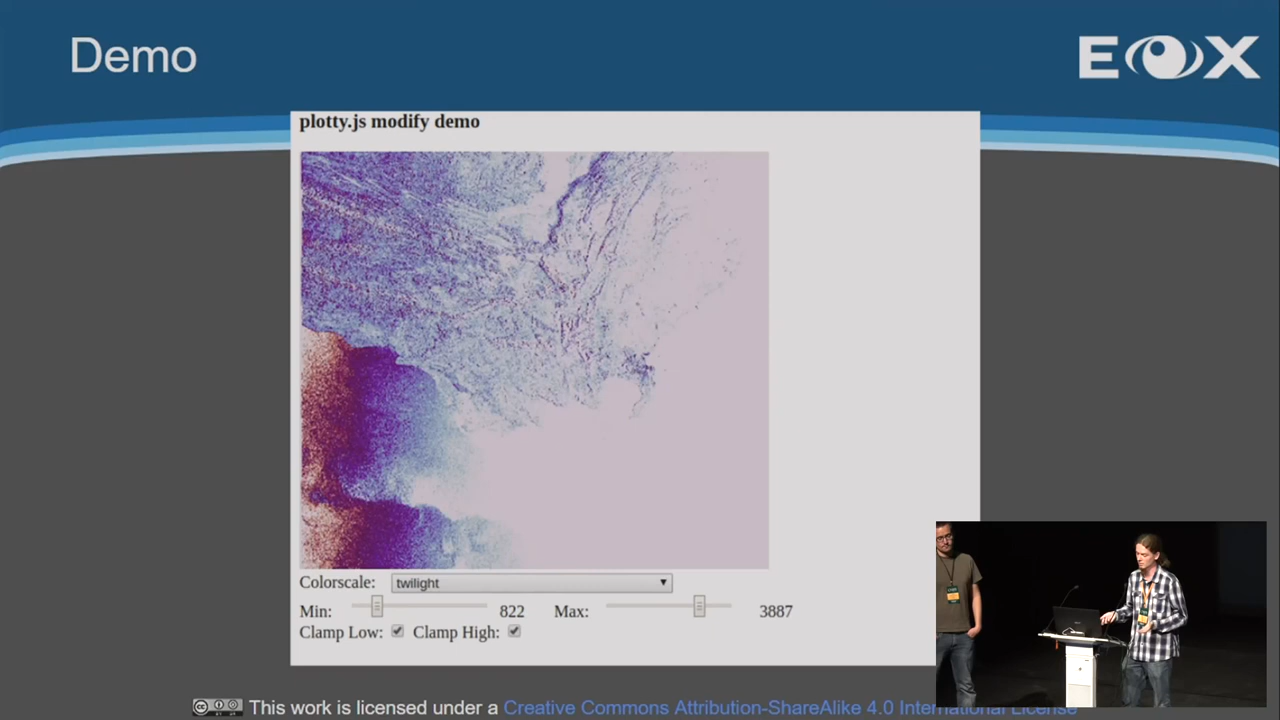 Demo
EOX
plotty.js modify demo
Colorscale: twilight
Min: 822 Max: 3887
Clamp Low: Clamp High:
This work is licensed under a Creative Commons Attribution-ShareAlike 4.0 International License